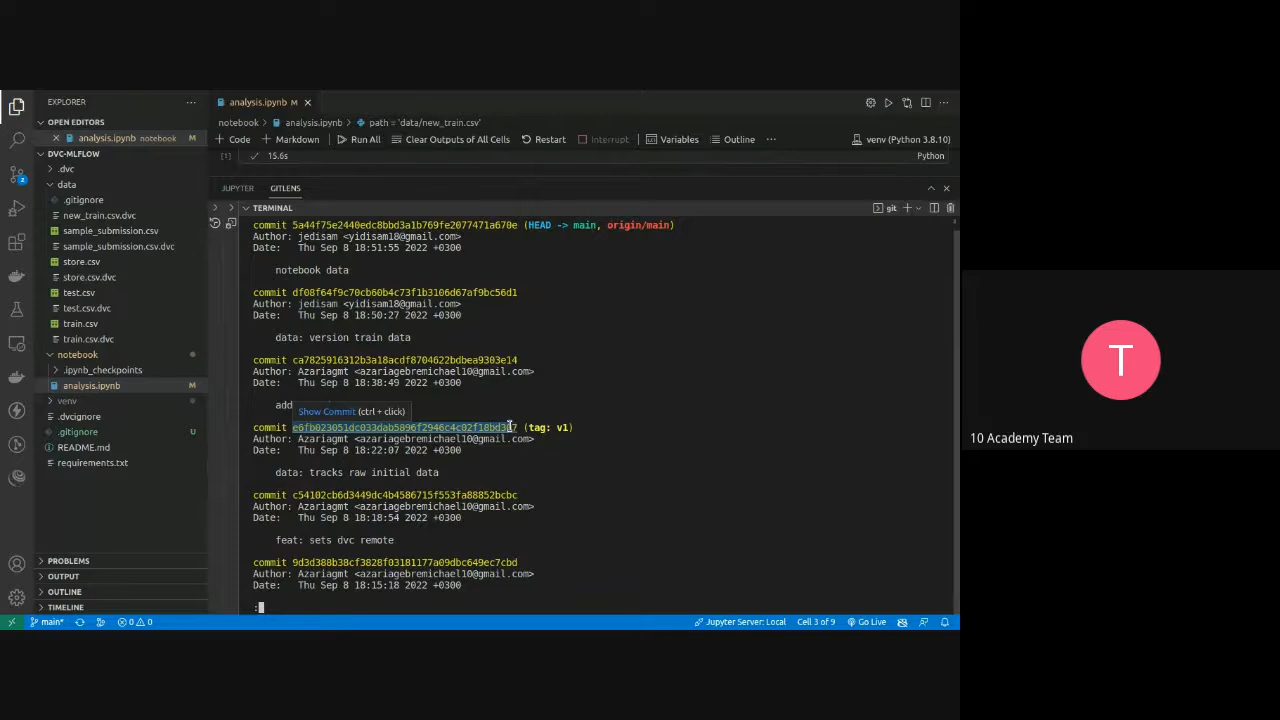 EXPLORER
OPEN EDITORS
analysis.ipynb notebook M
DVC-MLFLOW
.dvc
data
.gitignore
new_train.csv.dvc
sample_submission.csv
sample_submission.csv.dvc
store.csv
store.csv.dvc
test.csv
test.csv.dvc
train.csv
train.csv.dvc
notebook
.ipynb_checkpoints
analysis.ipynb M
venv
.dvcignore
.gitignore U
README.md
requirements.txt
PROBLEMS
OUTPUT
OUTLINE
TIMELINE
analysis.ipynb M
notebook > analysis.ipynb > path = 'data/new_train.csv'
+ Code + Markdown Run All Clear Outputs of All Cells Restart Interrupt Variables Outline ... venv (Python 3.8.10)
[1] 15.6s Python
JUPYTER GITLENS
TERMINAL git
commit 5a44f75e2440edc8bbd3a1b769fe2077471a670e (HEAD -> main, origin/main)
Author: jedisam <yidisam18@gmail.com>
Date: Thu Sep 8 18:51:55 2022 +0300
notebook data
commit df08f64f9c70cb60b4c73f1b3106d67af9bc56d1
Author: jedisam <yidisam18@gmail.com>
Date: Thu Sep 8 18:50:27 2022 +0300
data: version train data
commit ca7825916312b3a18acdf8704622bdbea9303e14
Author: Azariagmt <azariagebremichael10@gmail.com>
Date: Thu Sep 8 18:38:49 2022 +0300
add
Show Commit (ctrl + click)
commit (tag: v1)
Author: Azariagmt <azariagebremichael10@gmail.com>
Date: Thu Sep 8 18:22:07 2022 +0300
data: tracks raw initial data
commit c54102cb6d3449dc4b4586715f553fa88852bcbc
Author: Azariagmt <azariagebremichael10@gmail.com>
Date: Thu Sep 8 18:18:54 2022 +0300
feat: sets dvc remote
commit 9d3d388b38cf3828f03181177a09dbc649ec7cbd
Author: Azariagmt <azariagebremichael10@gmail.com>
Date: Thu Sep 8 18:15:18 2022 +0300
:
main* 0 0 Jupyter Server: Local Cell 3 of 9 Go Live
T
10 Academy Team